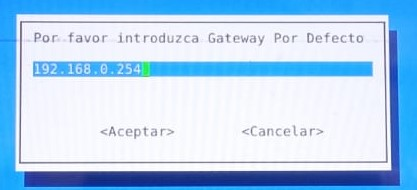 Por favor introduzca Gateway Por Defecto
192.168.0.254
<Aceptar> <Cancelar>